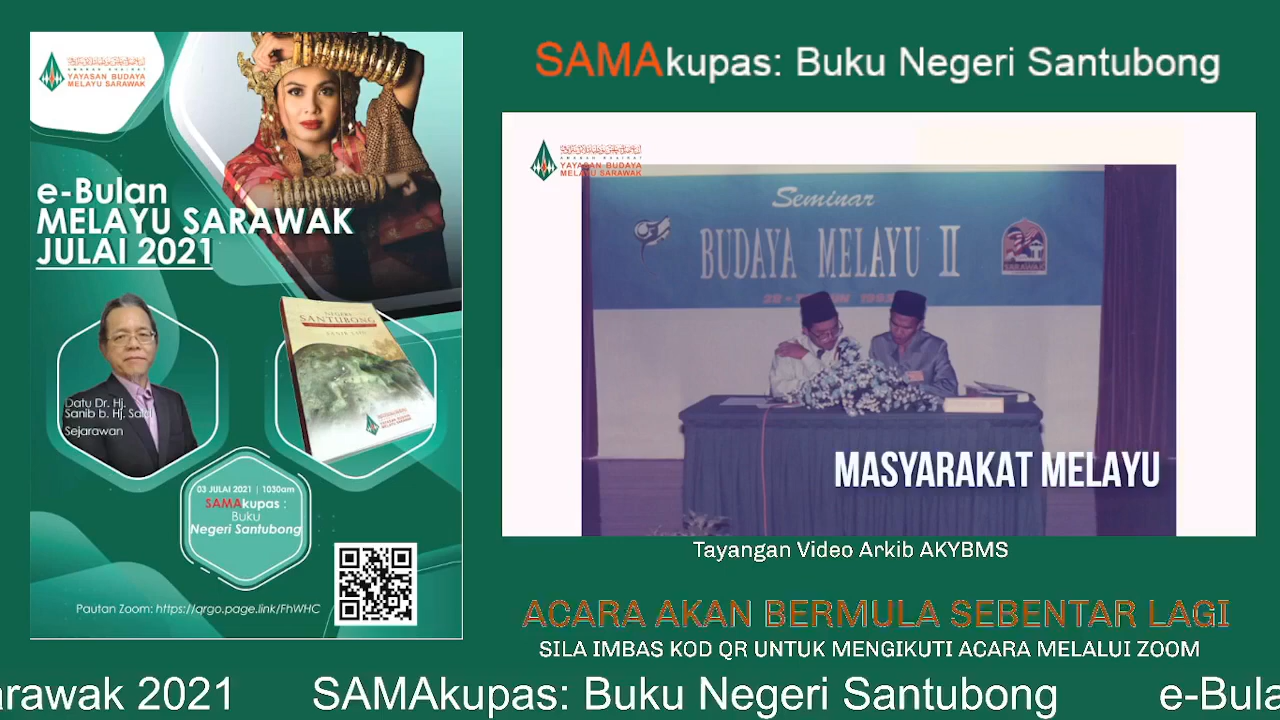 YAYASAN BUDAYA
MELAYU SARAWAK
e-Bulan
MELAYU SARAWAK
JULAI 2021
Datu Dr. Hj.
Sanib b. Hj. Said
Sejarawan
NEGERI
SANTUBONG
03 JULAI 2021 | 1030am
SAMAkupas :
Buku
Negeri Santubong
Pautan Zoom: https://qrgo.page.link/FhWHC
SAMAkupas: Buku Negeri Santubong
AMANAH KHAIRAT
YAYASAN BUDAYA
MELAYU SARAWAK
Seminar
BUDAYA MELAYU II
MASYARAKAT MELAYU
Tayangan Video Arkib AKYBMS
ACARA AKAN BERMULA SEBENTAR LAGI
SILA IMBAS KOD QR UNTUK MENGIKUTI ACARA MELALUI ZOOM
arawak 2021 SAMAkupas: Buku Negeri Santubong e-Bula